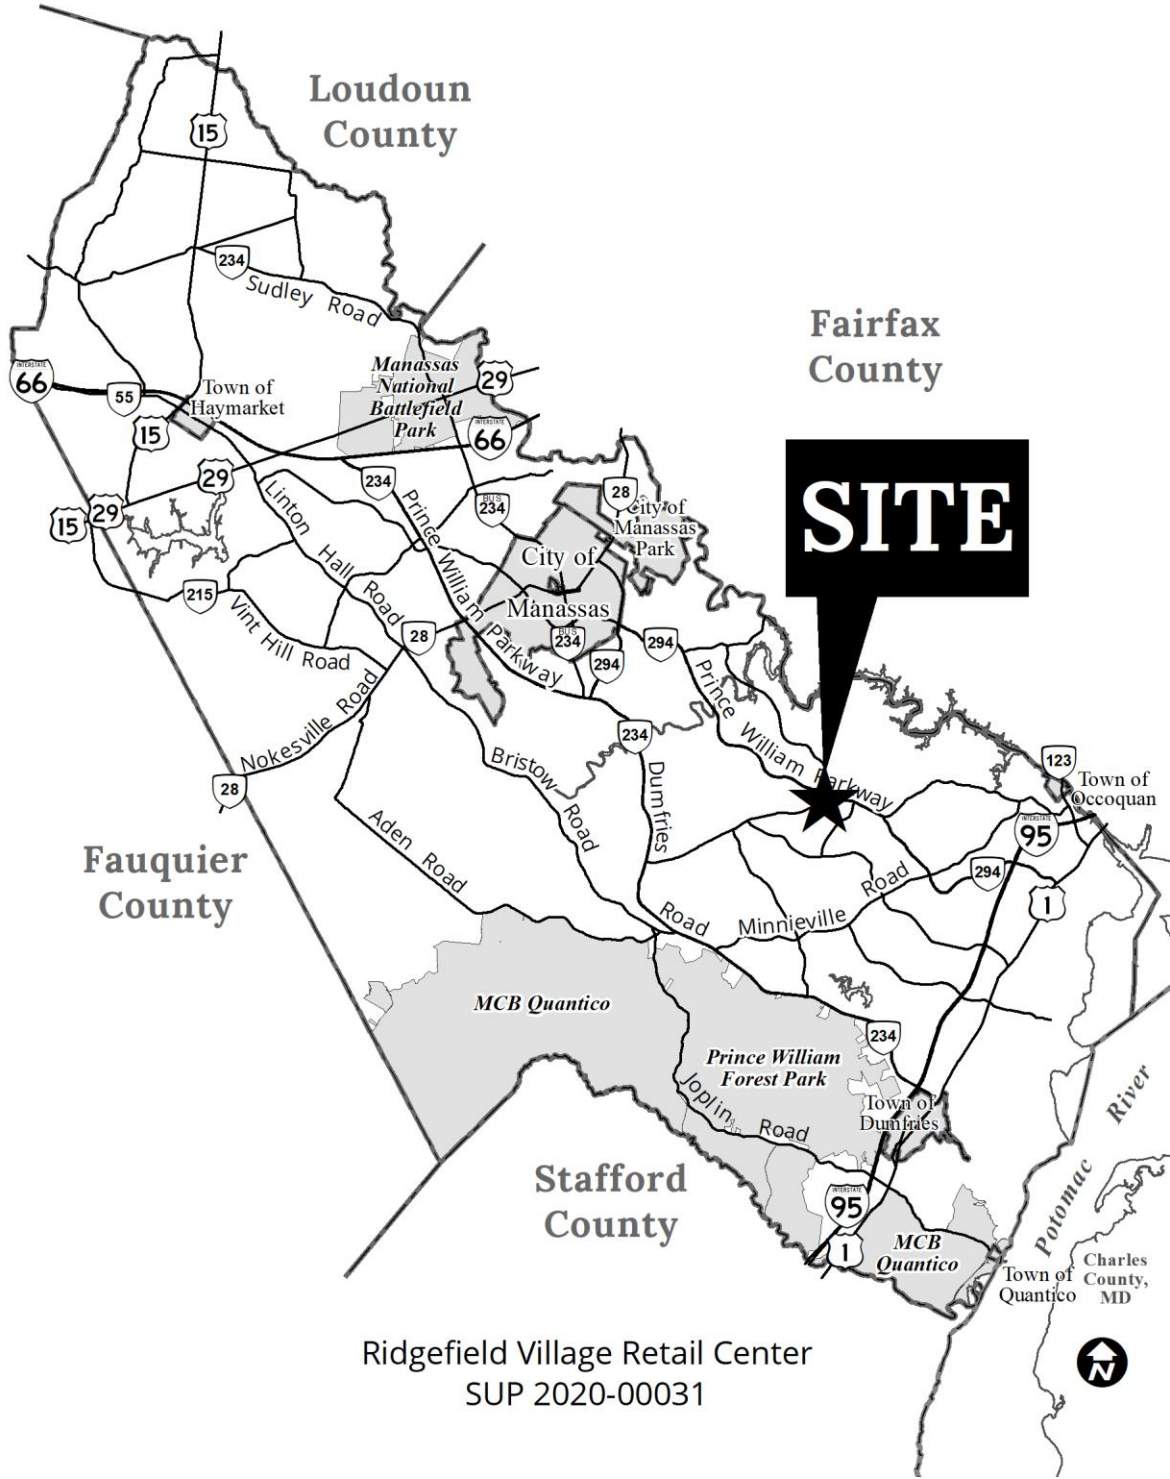 Loudoun
County
15
234
Sudley Road
Fairfax
County
INTERSTATE
66
55
Town of
Haymarket
Manassas
National
Battlefield
Park
29
15
INTERSTATE
66
SITE
29
234
BUS
234
28
City of
Manassas
Park
15
29
Linton Hall Road
Prince William Parkway
City of
Manassas
215
Vint Hill Road
28
BUS
234
294
294
Prince William Parkway
Nokesville Road
28
234
Dumfries Road
Bristow Road
123
Town of
Occoquan
INTERSTATE
95
Aden Road
294
1
Minnieville Road
Fauquier
County
MCB Quantico
234
Prince William
Forest Park
Joplin Road
Town of
Dumfries
Potomac River
Stafford
County
INTERSTATE
95
1
MCB
Quantico
Town of
Quantico
Charles
County,
MD
Ridgefield Village Retail Center
SUP 2020-00031
N